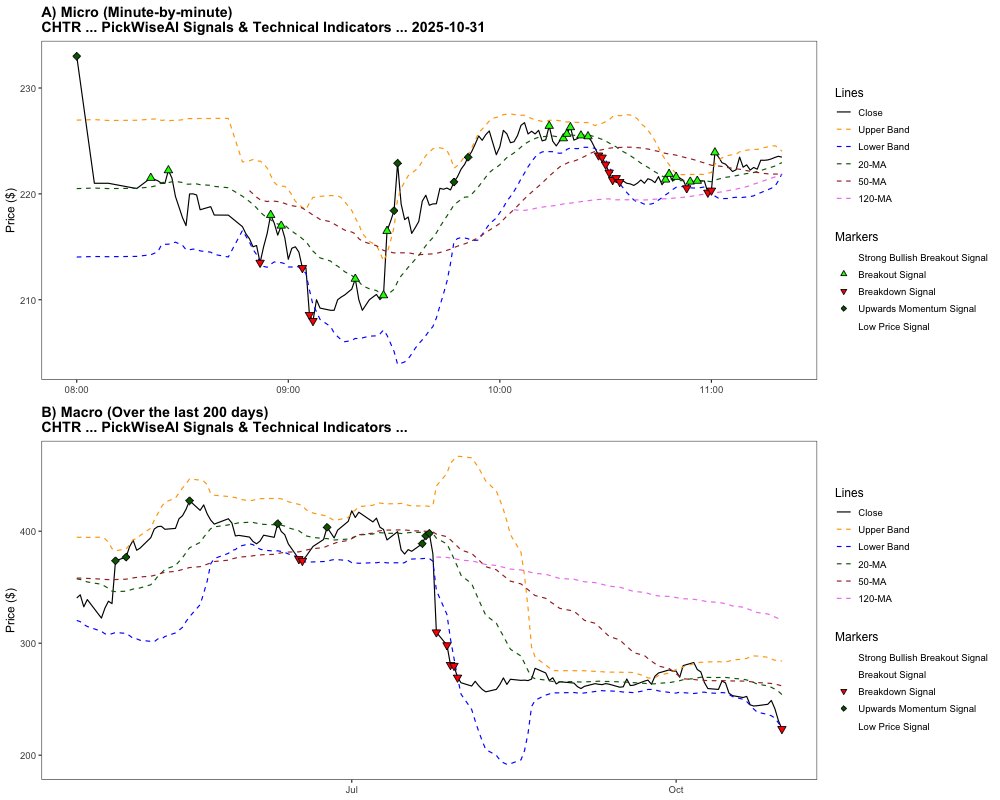 A) Micro (Minute-by-minute)
CHTR ... PickWiseAI Signals & Technical Indicators ... 2025-10-31
Price ($)
230
220
210
08:00
09:00
10:00
11:00
Lines
Close
Upper Band
Lower Band
20-MA
50-MA
120-MA
Markers
Strong Bullish Breakout Signal
Breakout Signal
Breakdown Signal
Upwards Momentum Signal
Low Price Signal
B) Macro (Over the last 200 days)
CHTR ... PickWiseAI Signals & Technical Indicators ...
Price ($)
400
300
200
Jul
Oct
Lines
Close
Upper Band
Lower Band
20-MA
50-MA
120-MA
Markers
Strong Bullish Breakout Signal
Breakout Signal
Breakdown Signal
Upwards Momentum Signal
Low Price Signal